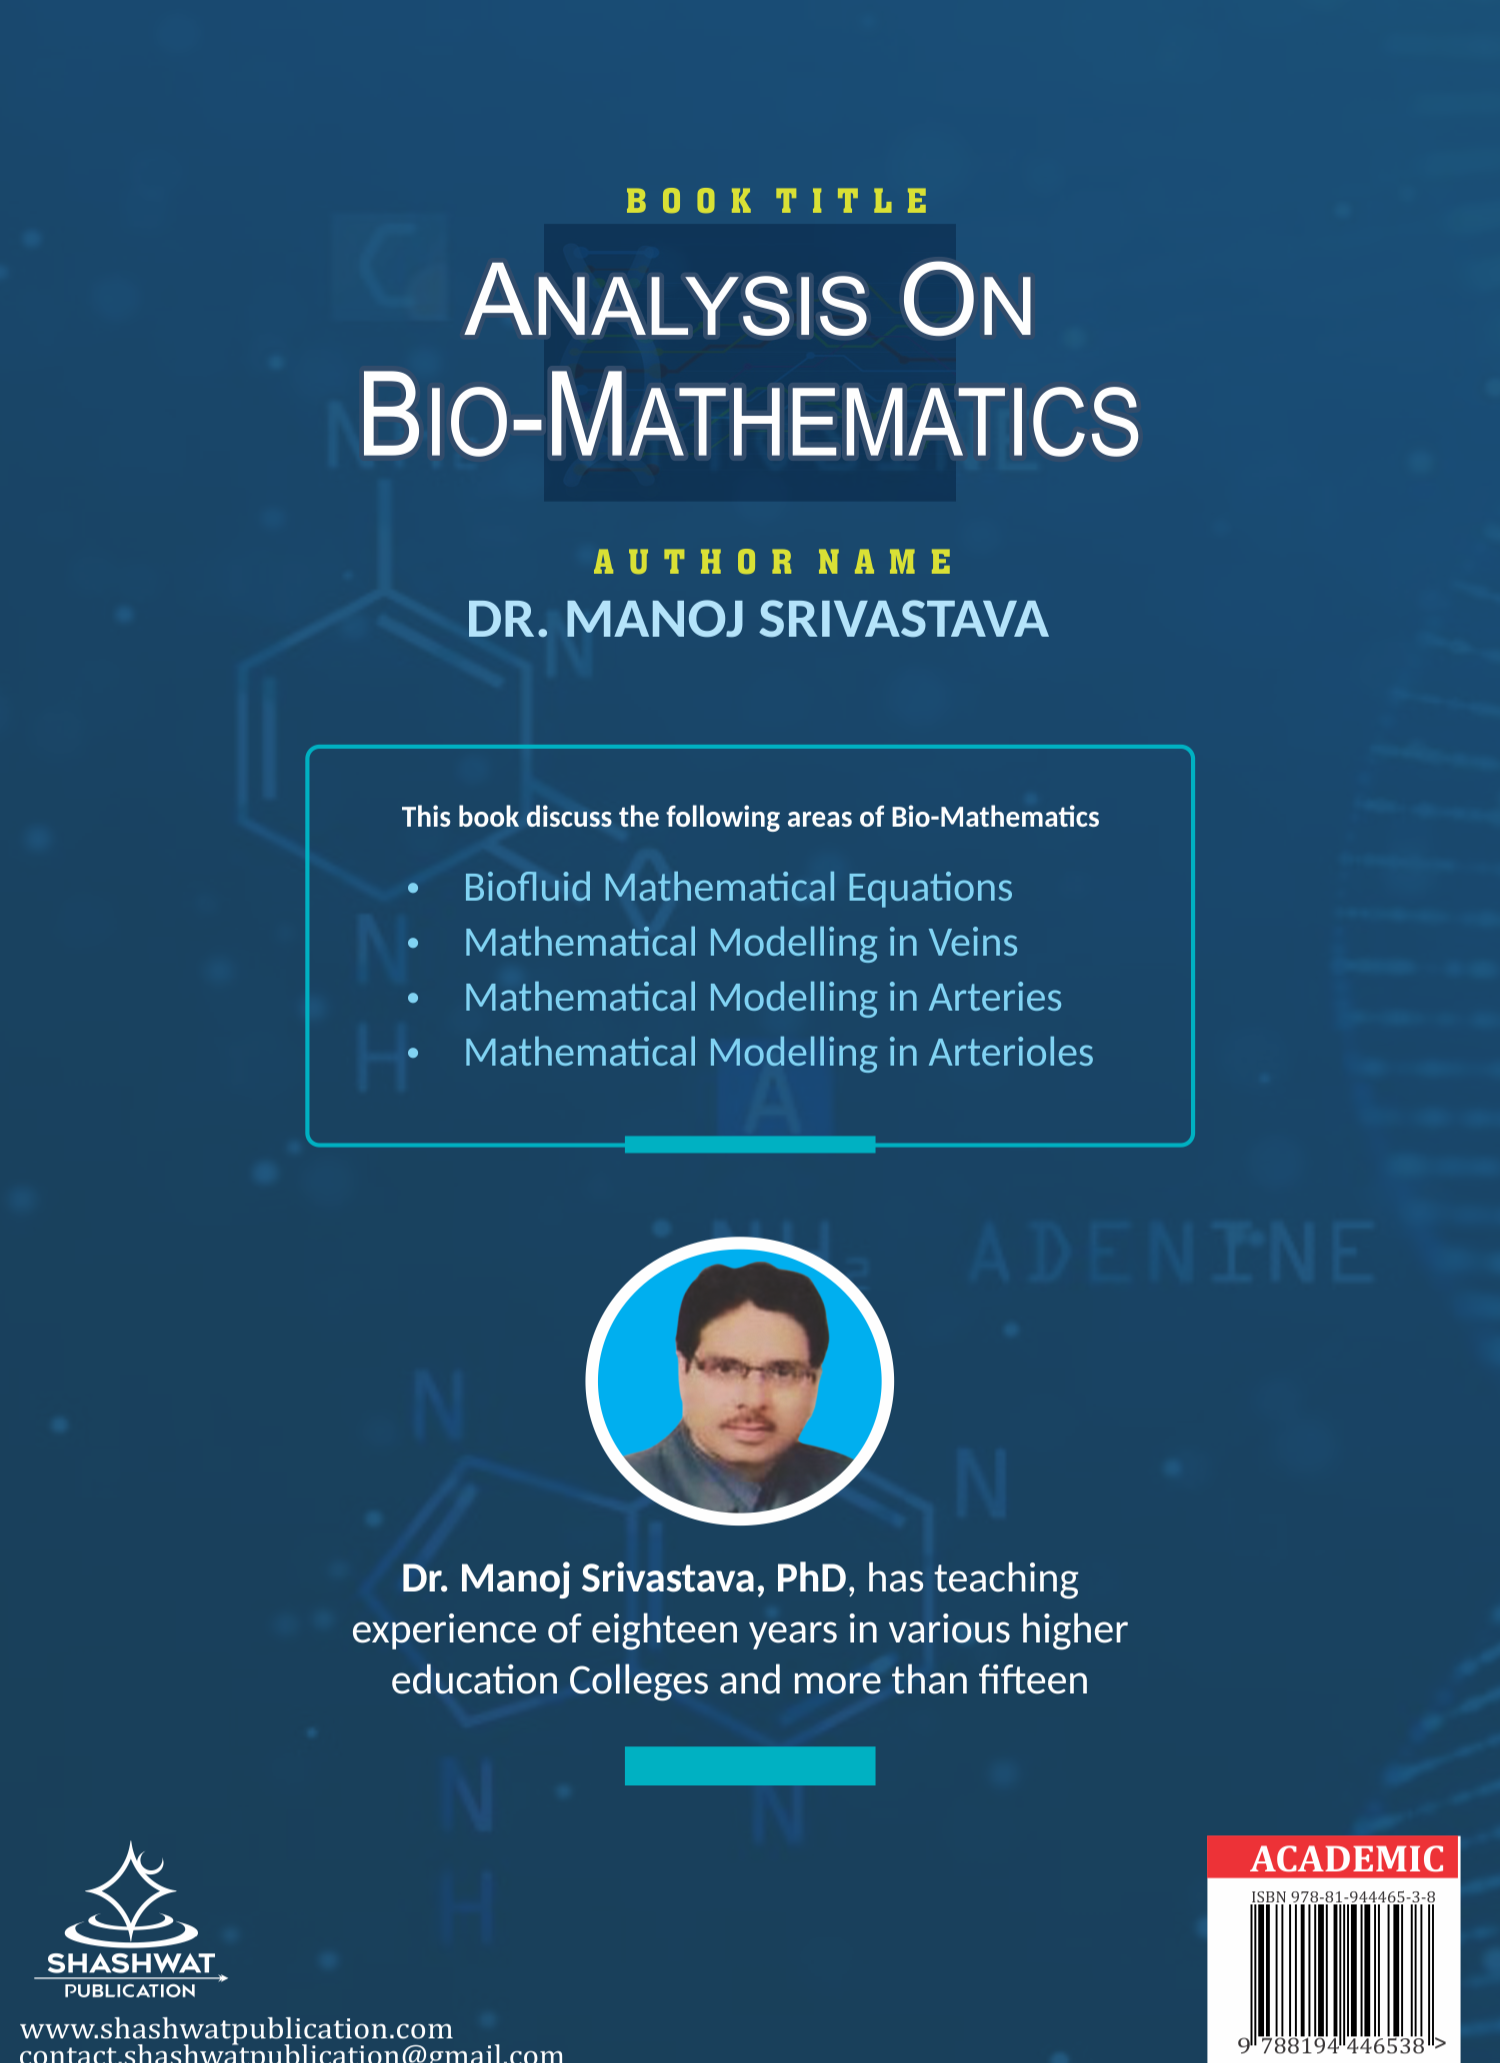 BOOK TITLE
ANALYSIS ON
BIO-MATHEMATICS
AUTHOR NAME
DR. MANOJ SRIVASTAVA
This book discuss the following areas of Bio-Mathematics
• Biofluid Mathematical Equations
• Mathematical Modelling in Veins
• Mathematical Modelling in Arteries
• Mathematical Modelling in Arterioles
A
NH₂ ADENINE
N
N
Dr. Manoj Srivastava, PhD, has teaching
experience of eighteen years in various higher
education Colleges and more than fifteen
N
N
H
SHASHWAT
PUBLICATION
www.shashwatpublication.com
contact.shashwatpublication@gmail.com
ACADEMIC
ISBN 978-81-944465-3-8
9 788194 446538 >